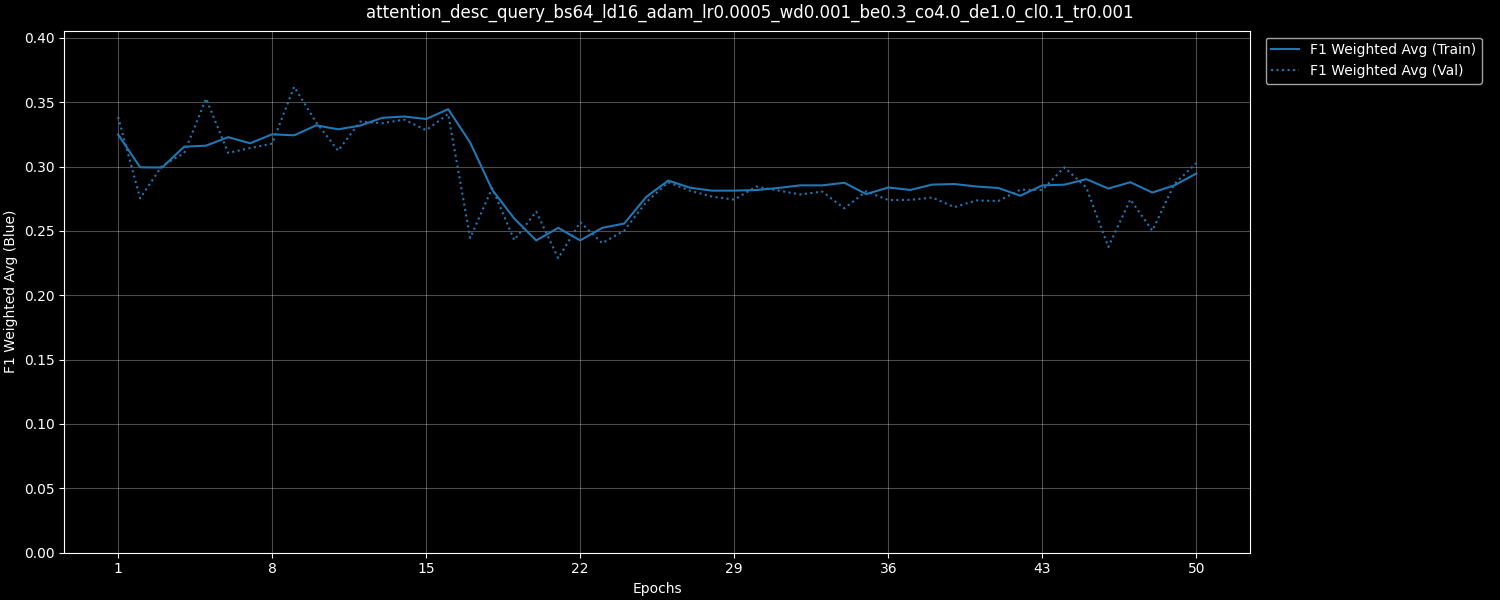 attention_desc_query_bs64_ld16_adam_lr0.0005_wd0.001_be0.3_co4.0_de1.0_cl0.1_tr0.001
F1 Weighted Avg (Train)
F1 Weighted Avg (Val)
F1 Weighted Avg (Blue)
0.40
0.35
0.30
0.25
0.20
0.15
0.10
0.05
0.00
1 8 15 22 29 36 43 50
Epochs